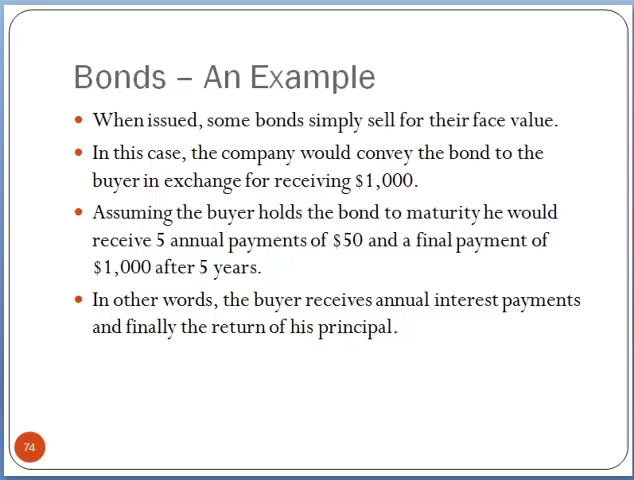 Bonds – An Example
• When issued, some bonds simply sell for their face value.
• In this case, the company would convey the bond to the
buyer in exchange for receiving $1,000.
• Assuming the buyer holds the bond to maturity he would
receive 5 annual payments of $50 and a final payment of
$1,000 after 5 years.
• In other words, the buyer receives annual interest payments
and finally the return of his principal.
74